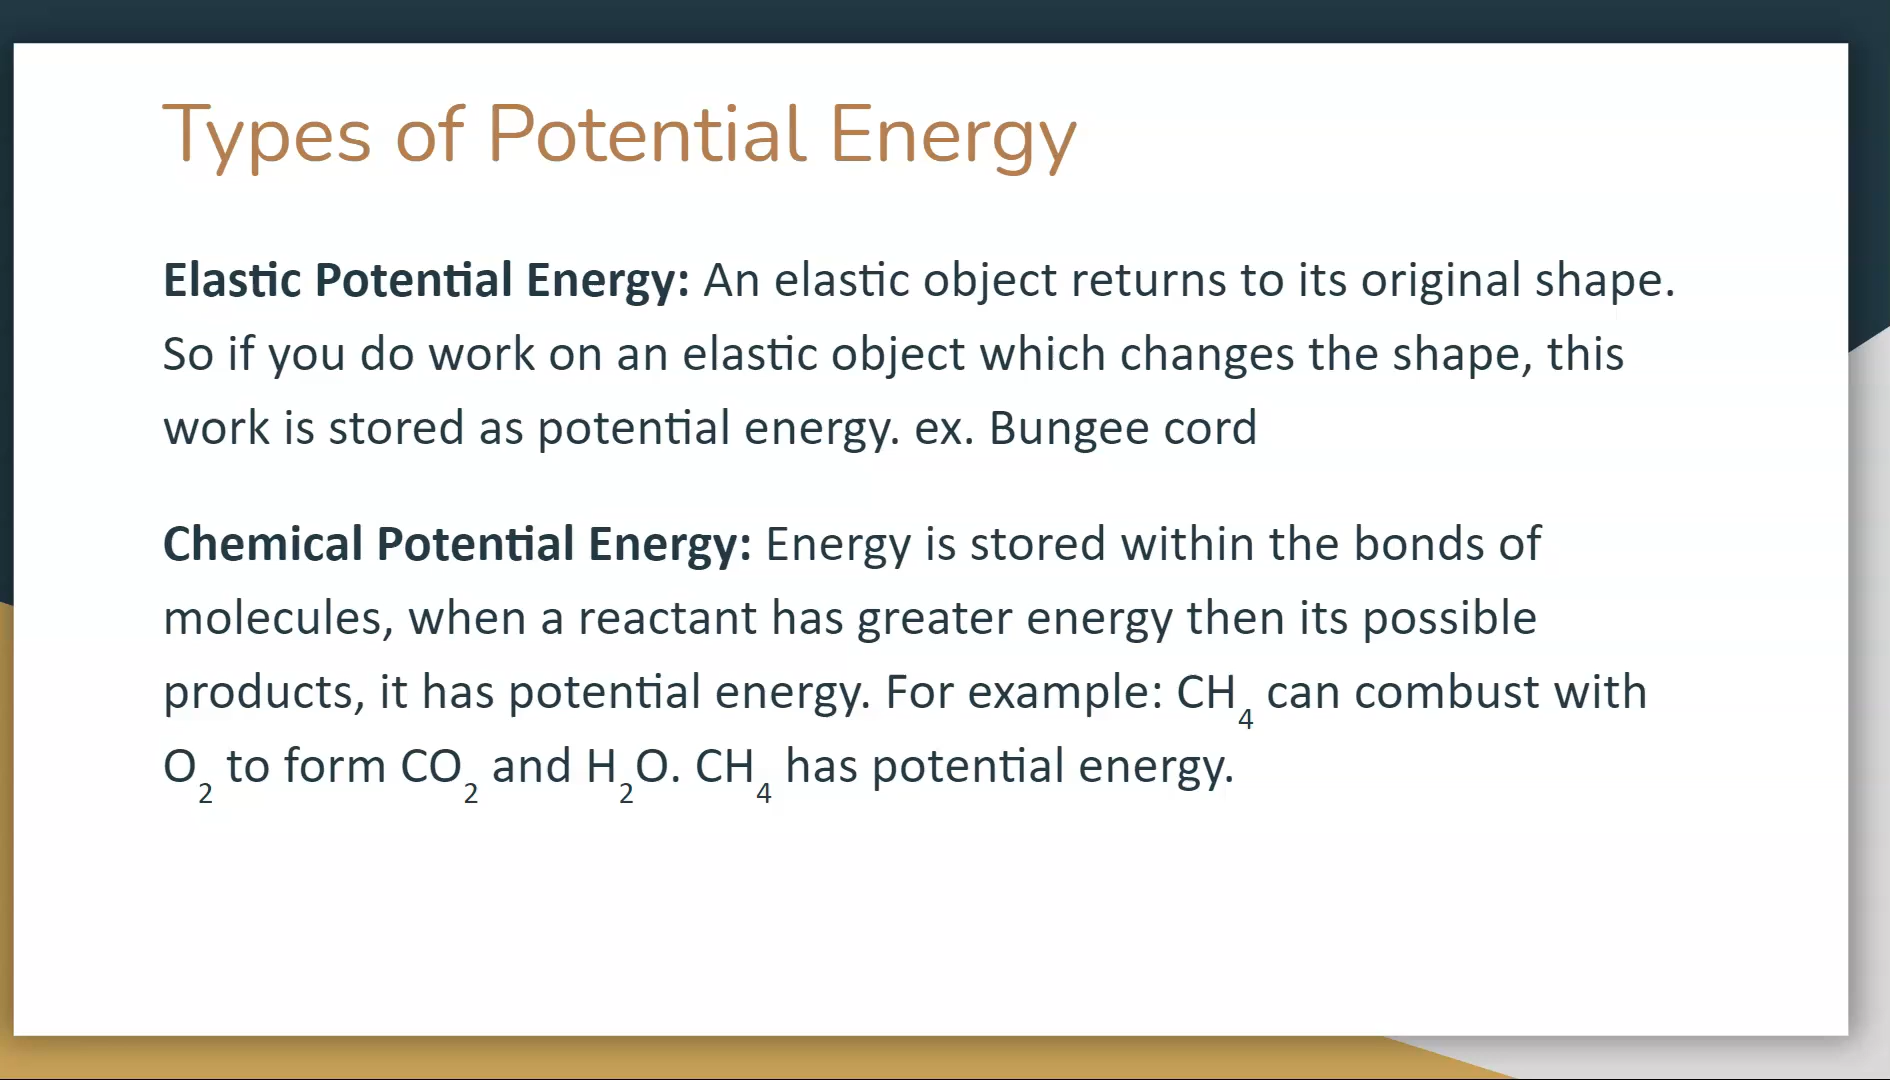 Types of Potential Energy
Elastic Potential Energy: An elastic object returns to its original shape.
So if you do work on an elastic object which changes the shape, this
work is stored as potential energy. ex. Bungee cord
Chemical Potential Energy: Energy is stored within the bonds of
molecules, when a reactant has greater energy then its possible
products, it has potential energy. For example: CH₄ can combust with
O₂ to form CO₂ and H₂O. CH₄ has potential energy.